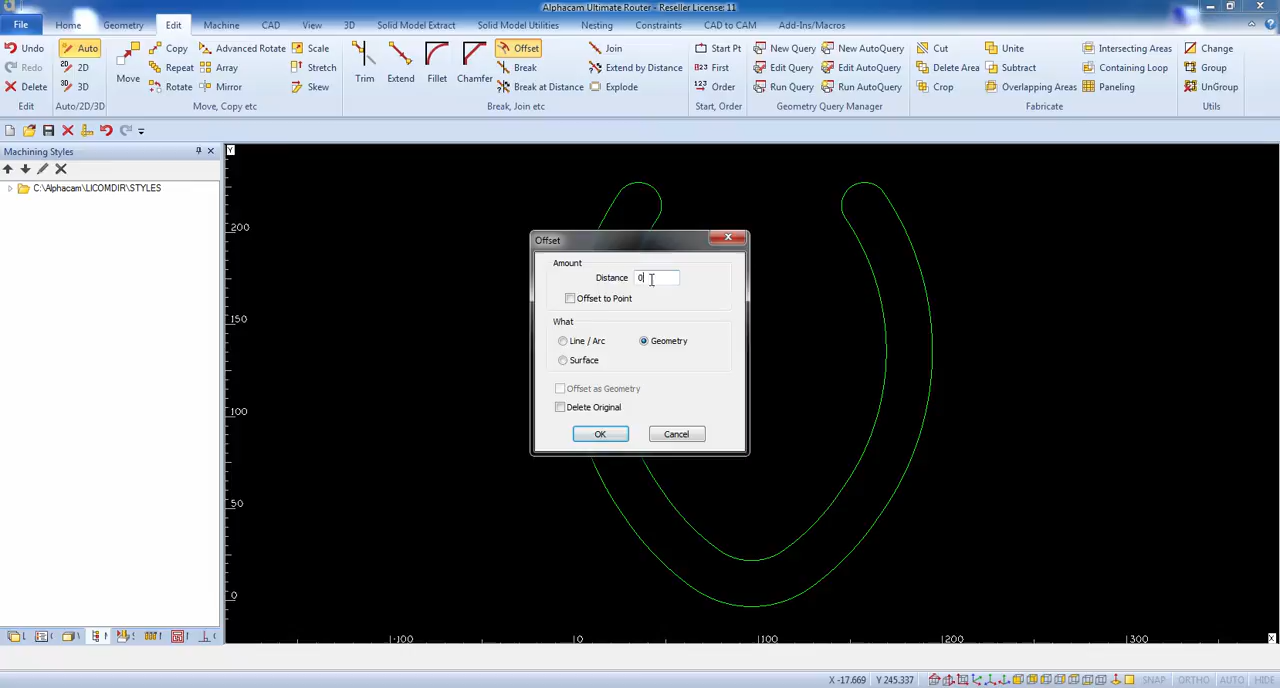 Alphacam Ultimate Router - Reseller License: 11
File Home Geometry Edit Machine CAD View 3D Solid Model Extract Solid Model Utilities Nesting Constraints CAD to CAM Add-Ins/Macros
Undo Auto Copy Advanced Rotate Scale Offset Join Start Pt New Query New AutoQuery Cut Unite Intersecting Areas Change
Redo 2D Repeat Array Stretch Break Extend by Distance First Edit Query Edit AutoQuery Delete Area Subtract Containing Loop Group
Delete 3D Move Rotate Mirror Skew Trim Extend Fillet Chamfer Break at Distance Explode Order Run Query Run AutoQuery Crop Overlapping Areas Paneling UnGroup
Edit Auto/2D/3D Move, Copy etc Break, Join etc Start, Order Geometry Query Manager Fabricate Utils
Machining Styles
C:\Alphacam\LICOMDIR\STYLES
Y
200
150
100
50
0
Offset
Amount
Distance 0
Offset to Point
What
Line / Arc Geometry
Surface
Offset as Geometry
Delete Original
OK Cancel
-100 0 100 200 300 X
X -17.669 Y 245.337 SNAP ORTHO AUTO HIDE